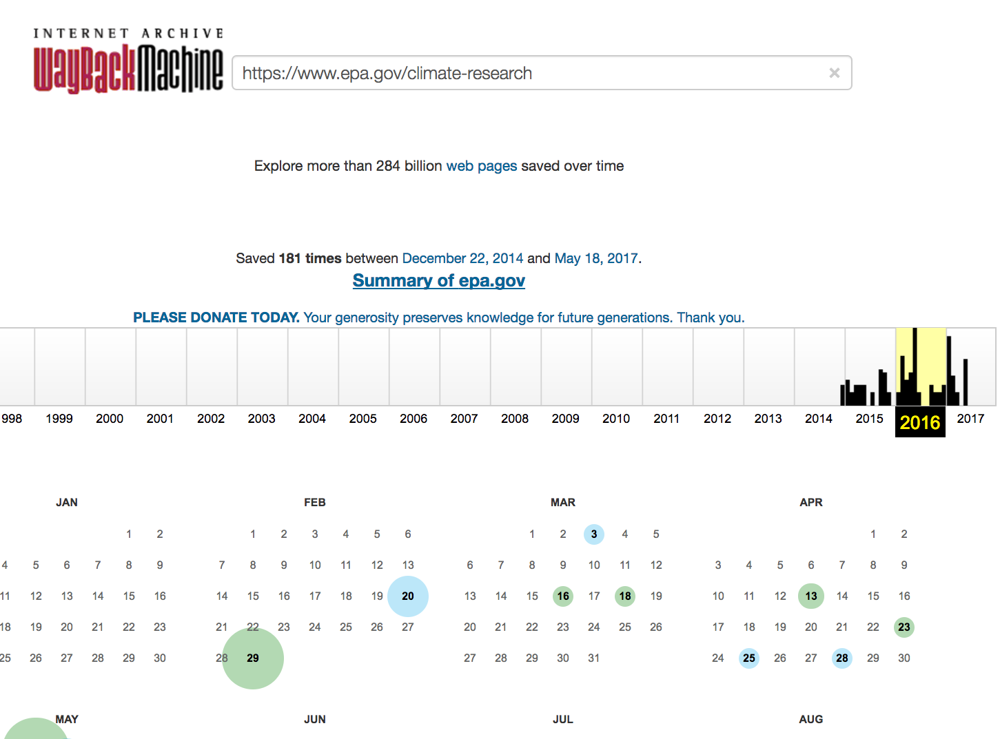 INTERNET ARCHIVE
WayBackMachine
https://www.epa.gov/climate-research ×
Explore more than 284 billion web pages saved over time
Saved 181 times between December 22, 2014 and May 18, 2017.
Summary of epa.gov
PLEASE DONATE TODAY. Your generosity preserves knowledge for future generations. Thank you.
998 1999 2000 2001 2002 2003 2004 2005 2006 2007 2008 2009 2010 2011 2012 2013 2014 2015 2016 2017
JAN FEB MAR APR
1 2 1 2 3 4 5 6 1 2 3 4 5 1 2
4 5 6 7 8 9 7 8 9 10 11 12 13 6 7 8 9 10 11 12 3 4 5 6 7 8 9
11 12 13 14 15 16 14 15 16 17 18 19 20 13 14 15 16 17 18 19 10 11 12 13 14 15 16
18 19 20 21 22 23 21 22 23 24 25 26 27 20 21 22 23 24 25 26 17 18 19 20 21 22 23
25 26 27 28 29 30 28 29 27 28 29 30 31 24 25 26 27 28 29 30
MAY JUN JUL AUG